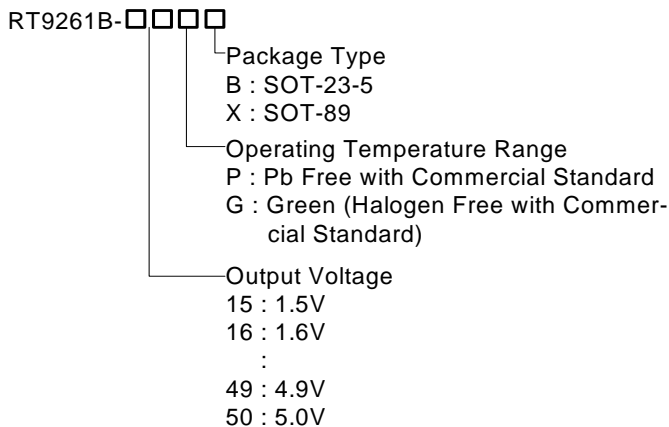 RT9261B-□□□□
Package Type
B : SOT-23-5
X : SOT-89
Operating Temperature Range
P : Pb Free with Commercial Standard
G : Green (Halogen Free with Commer-
cial Standard)
Output Voltage
15 : 1.5V
16 : 1.6V
:
49 : 4.9V
50 : 5.0V